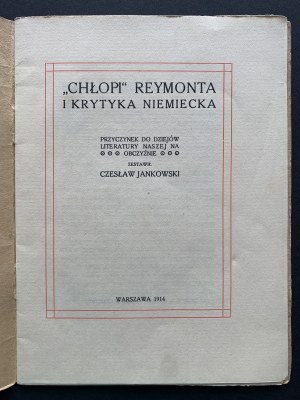 „CHŁOPI“ REYMONTA
I KRYTYKA NIEMIECKA
PRZYCZYNEK DO DZIEJÓW
LITERATURY NASZEJ NA
OBCZYŹNIE
ZESTAWIŁ
CZESŁAW JANKOWSKI
WARSZAWA 1914